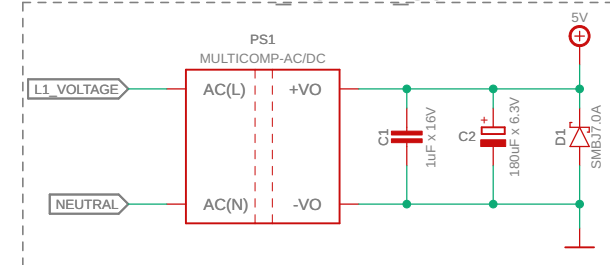 5V
PS1
MULTICOMP-AC/DC
L1_VOLTAGE
AC(L)
+VO
C1
1uF x 16V
+
C2
180uF x 6.3V
D1
SMBJ7.0A
NEUTRAL
AC(N)
-VO